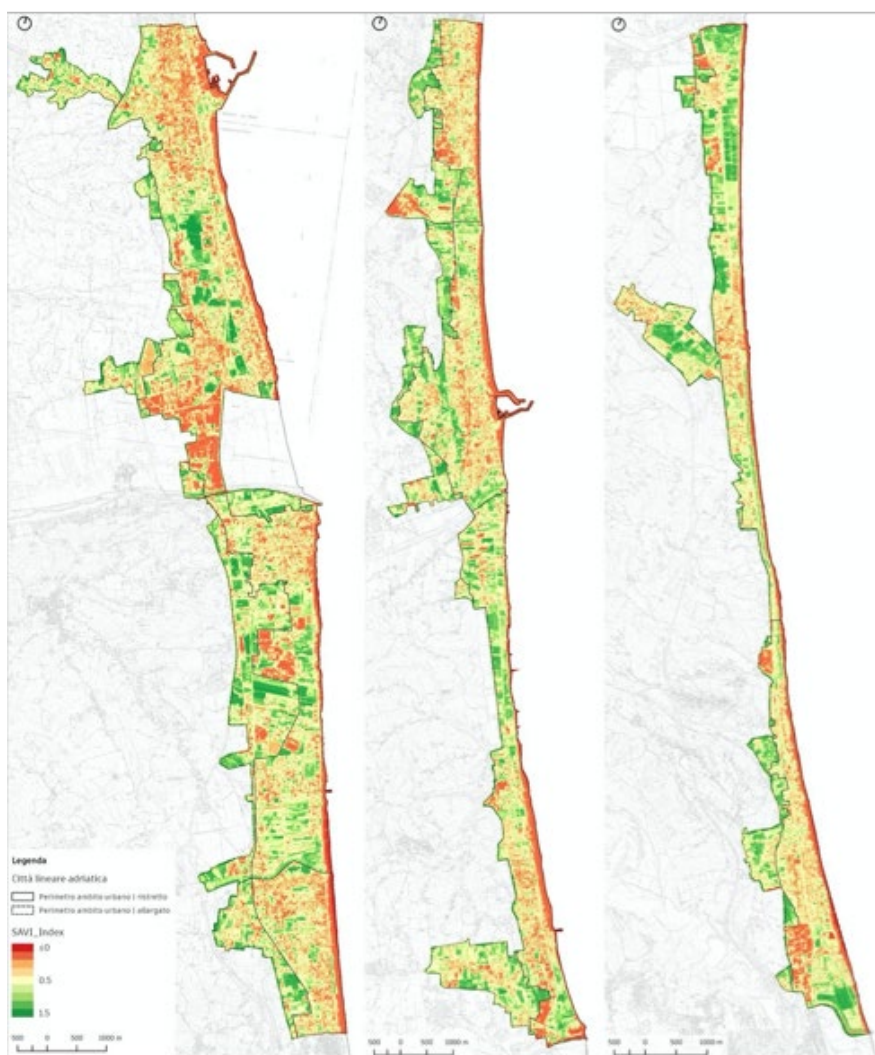 Legenda
Città lineare adriatica
Perimetro ambito urbano | ristretto
Perimetro ambito urbano | allargato
SAVI_Index
≤0
0.5
1.5
500 0 500 1000 m
500 0 500 1000 m
500 0 500 1000 m